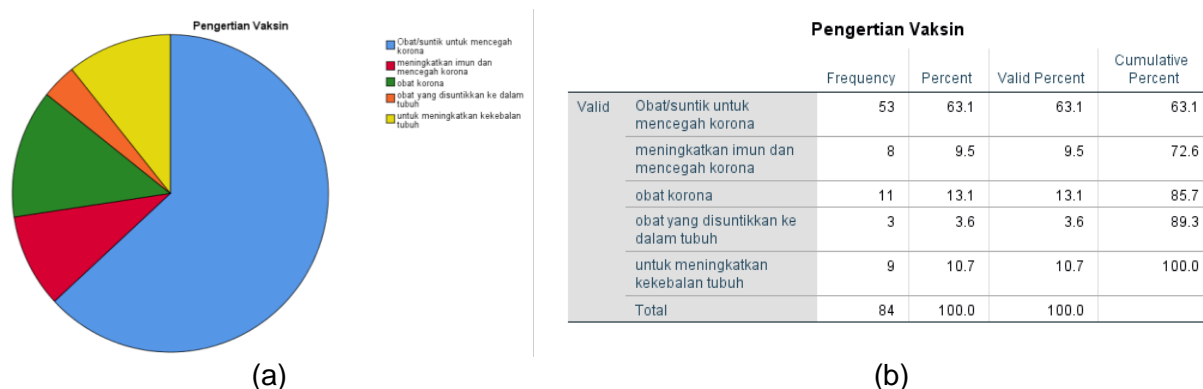 Pengertian Vaksin
Obat/suntik untuk mencegah
korona
meningkatkan imun dan
mencegah korona
obat korona
obat yang disuntikkan ke dalam
tubuh
untuk meningkatkan kekebalan
tubuh
(a)
Pengertian Vaksin
Frequency Percent Valid Percent Cumulative Percent
Valid Obat/suntik untuk mencegah korona 53 63.1 63.1 63.1
meningkatkan imun dan mencegah korona 8 9.5 9.5 72.6
obat korona 11 13.1 13.1 85.7
obat yang disuntikkan ke dalam tubuh 3 3.6 3.6 89.3
untuk meningkatkan kekebalan tubuh 9 10.7 10.7 100.0
Total 84 100.0 100.0
(b)